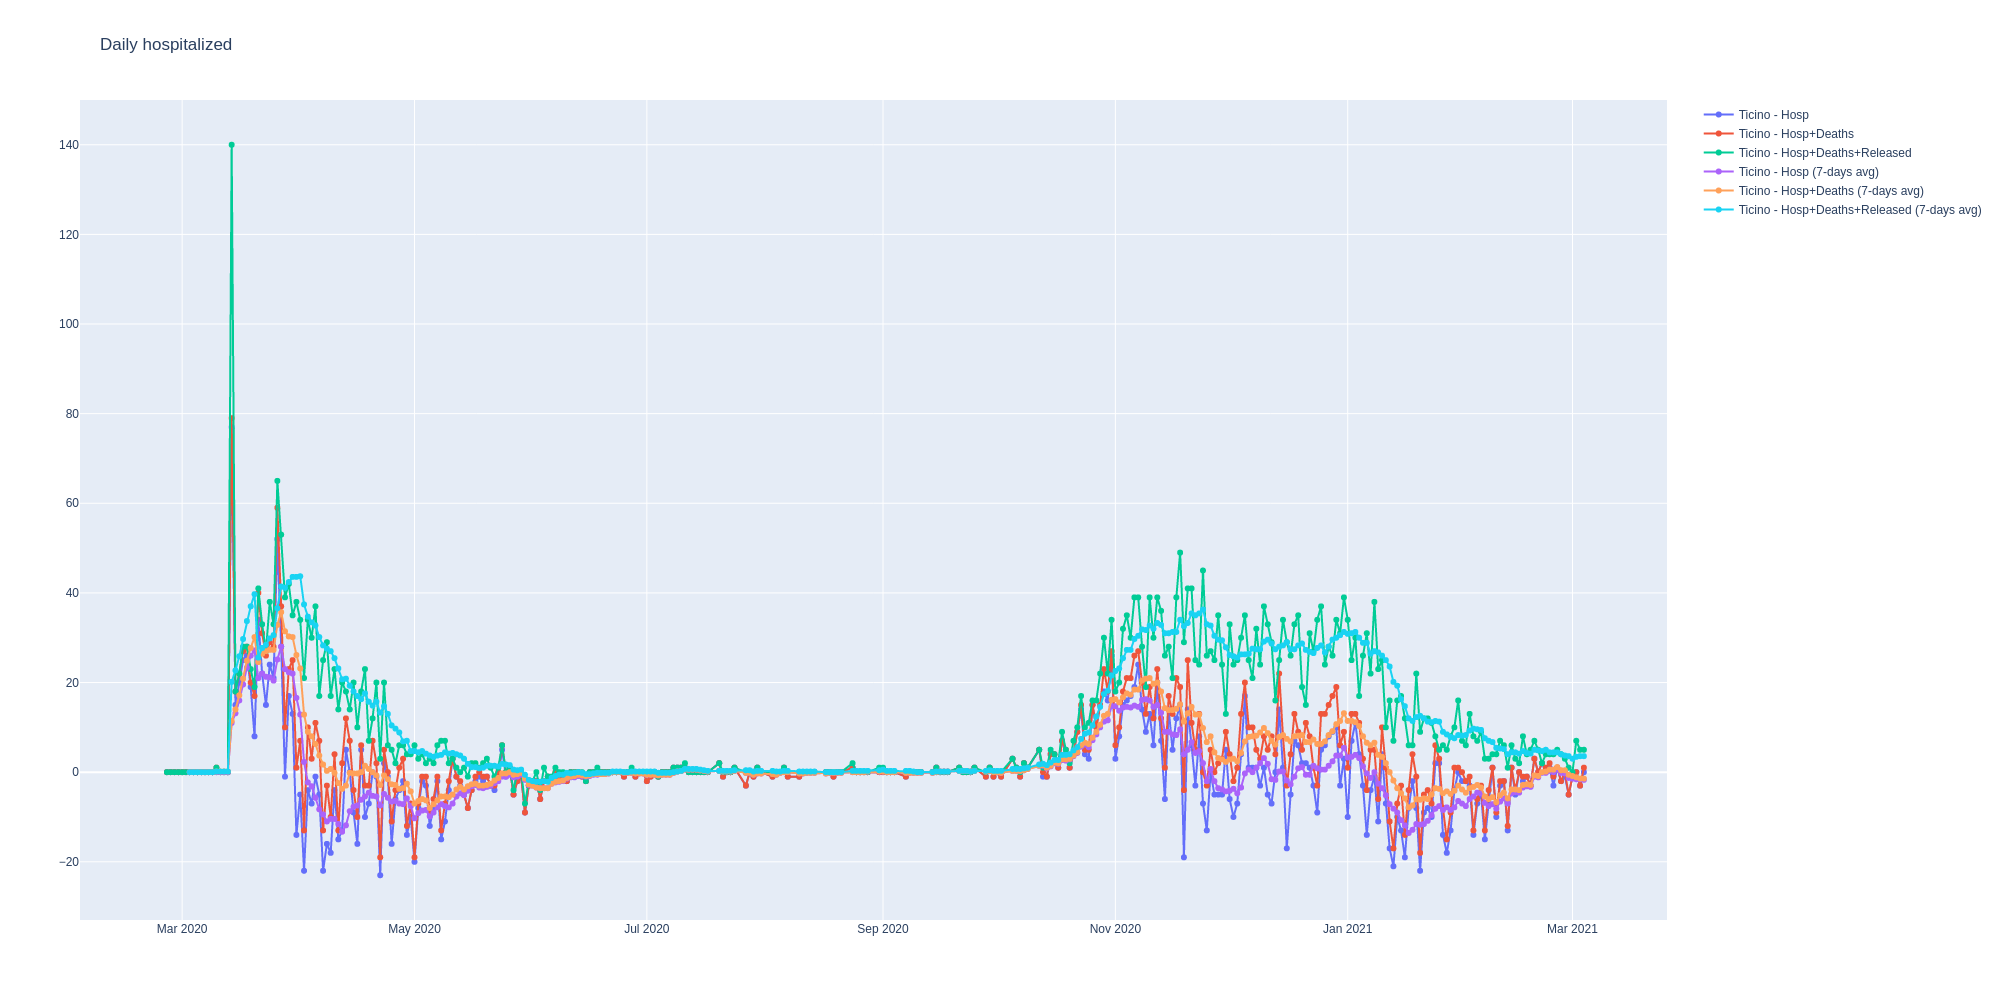 Daily hospitalized
140
120
100
80
60
40
20
0
−20
Mar 2020
May 2020
Jul 2020
Sep 2020
Nov 2020
Jan 2021
Mar 2021
Ticino - Hosp
Ticino - Hosp+Deaths
Ticino - Hosp+Deaths+Released
Ticino - Hosp (7-days avg)
Ticino - Hosp+Deaths (7-days avg)
Ticino - Hosp+Deaths+Released (7-days avg)